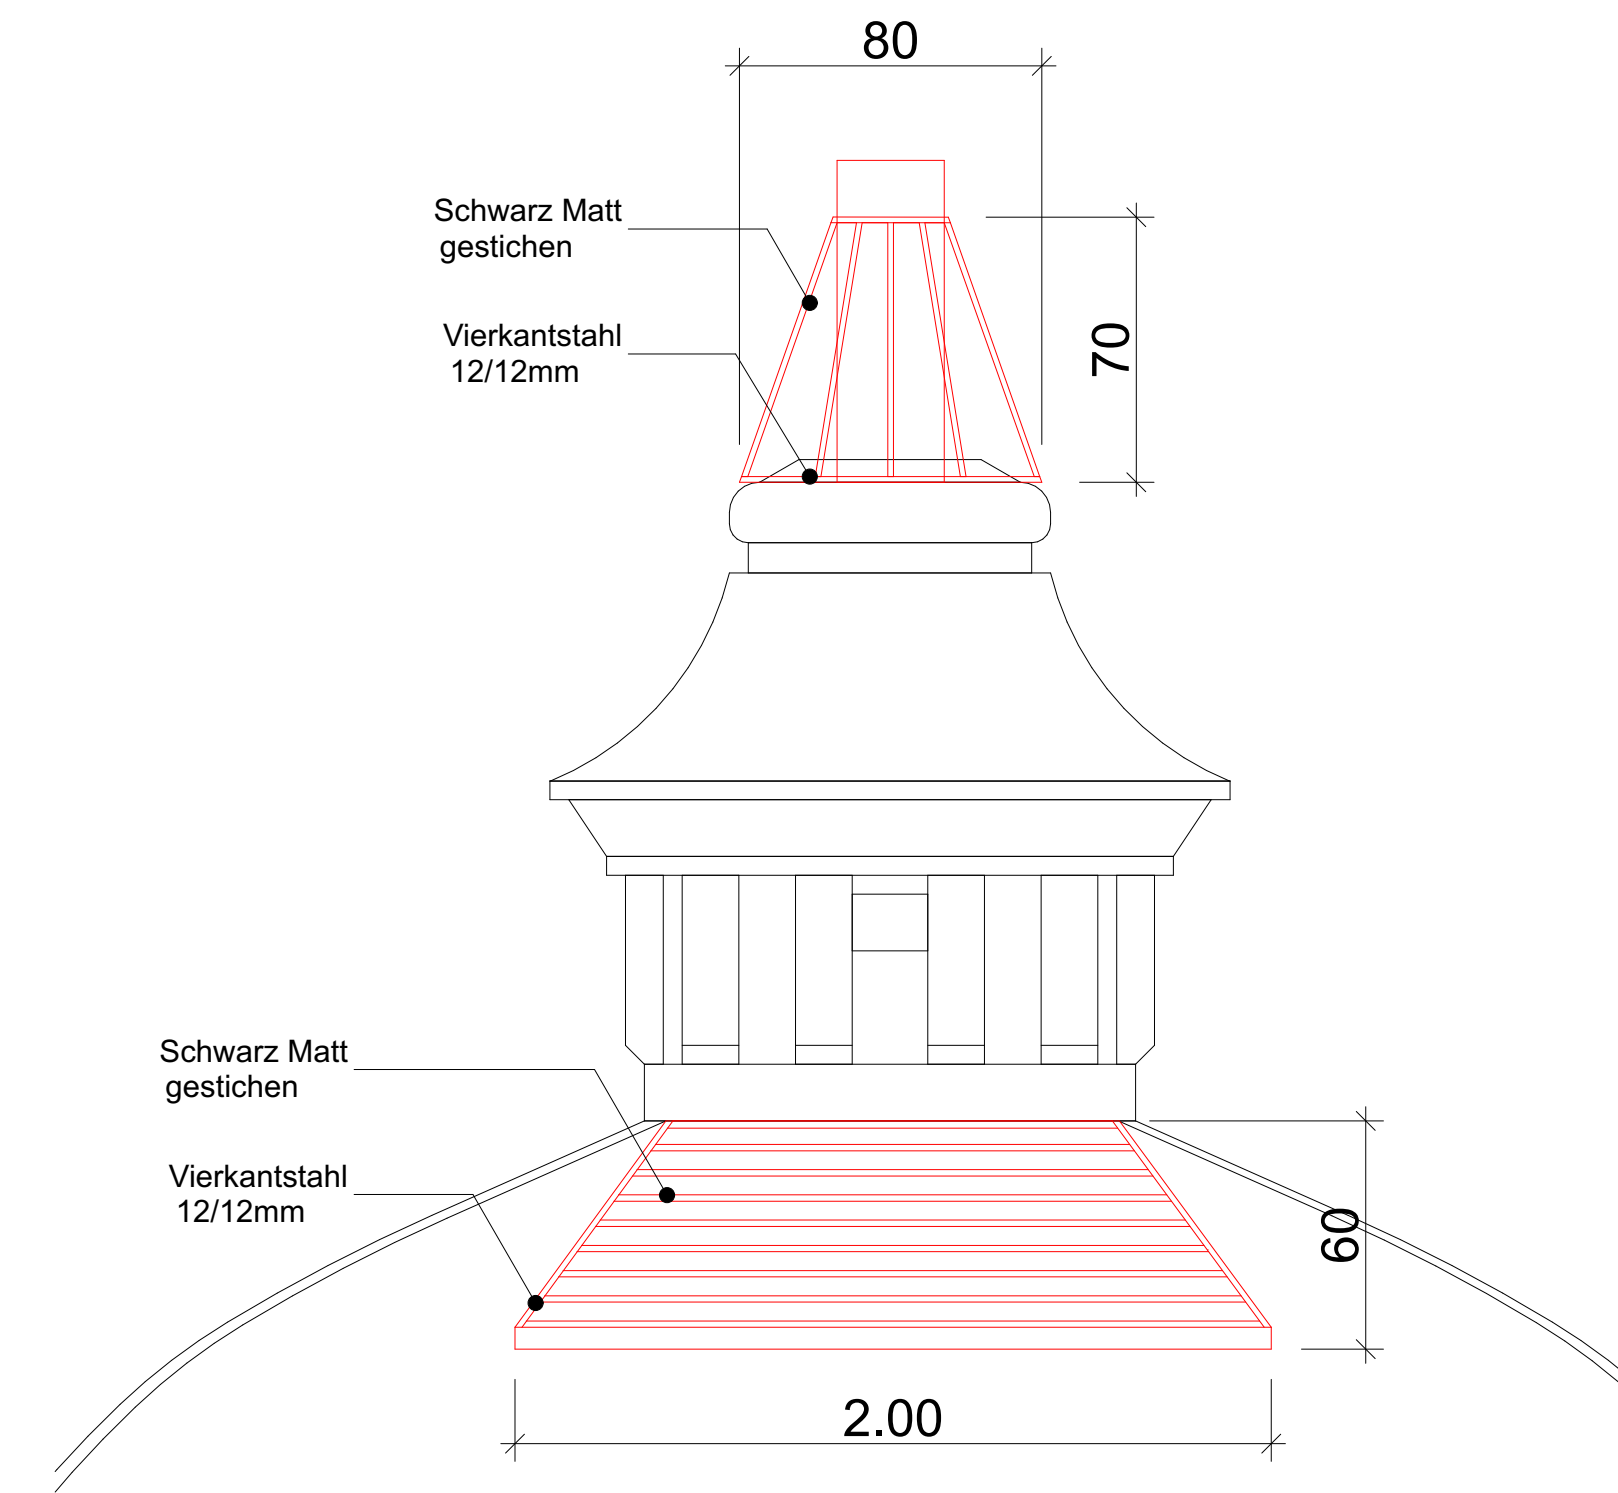 80
Schwarz Matt
gestichen
70
Vierkantstahl
12/12mm
Schwarz Matt
gestichen
Vierkantstahl
12/12mm
60
2.00